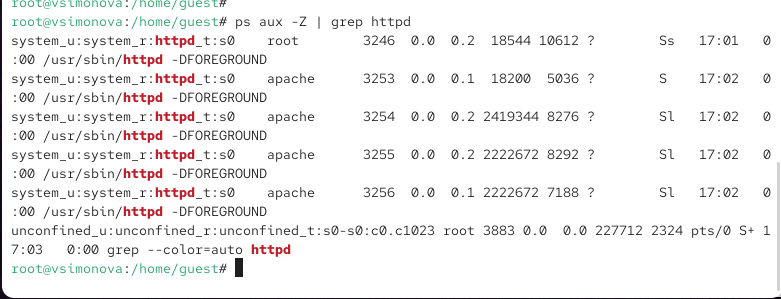 root@vsimonova:/home/guest#
root@vsimonova:/home/guest# ps aux -Z | grep httpd
system_u:system_r:httpd_t:s0    root        3246  0.0  0.2  18544 10612 ?        Ss   17:01   0
:00 /usr/sbin/httpd -DFOREGROUND
system_u:system_r:httpd_t:s0    apache      3253  0.0  0.1  18200  5036 ?        S    17:02   0
:00 /usr/sbin/httpd -DFOREGROUND
system_u:system_r:httpd_t:s0    apache      3254  0.0  0.2 2419344 8276 ?        Sl   17:02   0
:00 /usr/sbin/httpd -DFOREGROUND
system_u:system_r:httpd_t:s0    apache      3255  0.0  0.2 2222672 8292 ?        Sl   17:02   0
:00 /usr/sbin/httpd -DFOREGROUND
system_u:system_r:httpd_t:s0    apache      3256  0.0  0.1 2222672 7188 ?        Sl   17:02   0
:00 /usr/sbin/httpd -DFOREGROUND
unconfined_u:unconfined_r:unconfined_t:s0-s0:c0.c1023 root 3883 0.0  0.0 227712 2324 pts/0 S+ 1
7:03   0:00 grep --color=auto httpd
root@vsimonova:/home/guest#